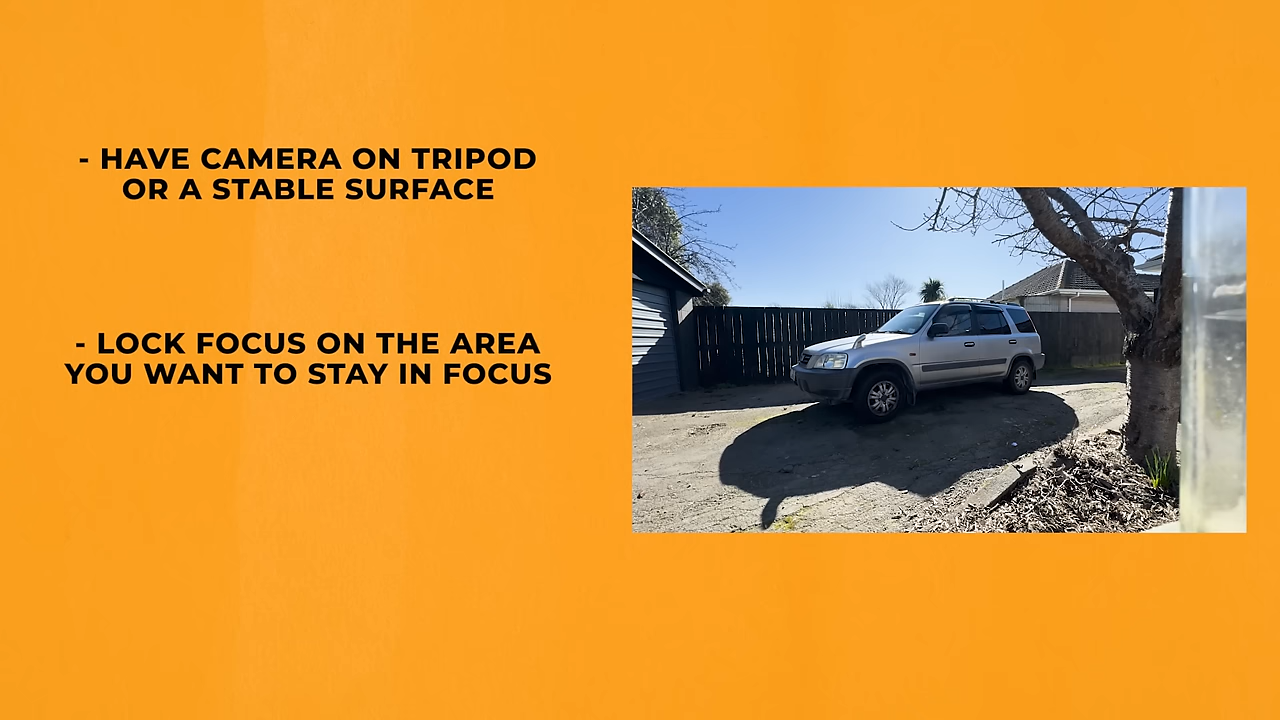 - HAVE CAMERA ON TRIPOD
OR A STABLE SURFACE
- LOCK FOCUS ON THE AREA
YOU WANT TO STAY IN FOCUS